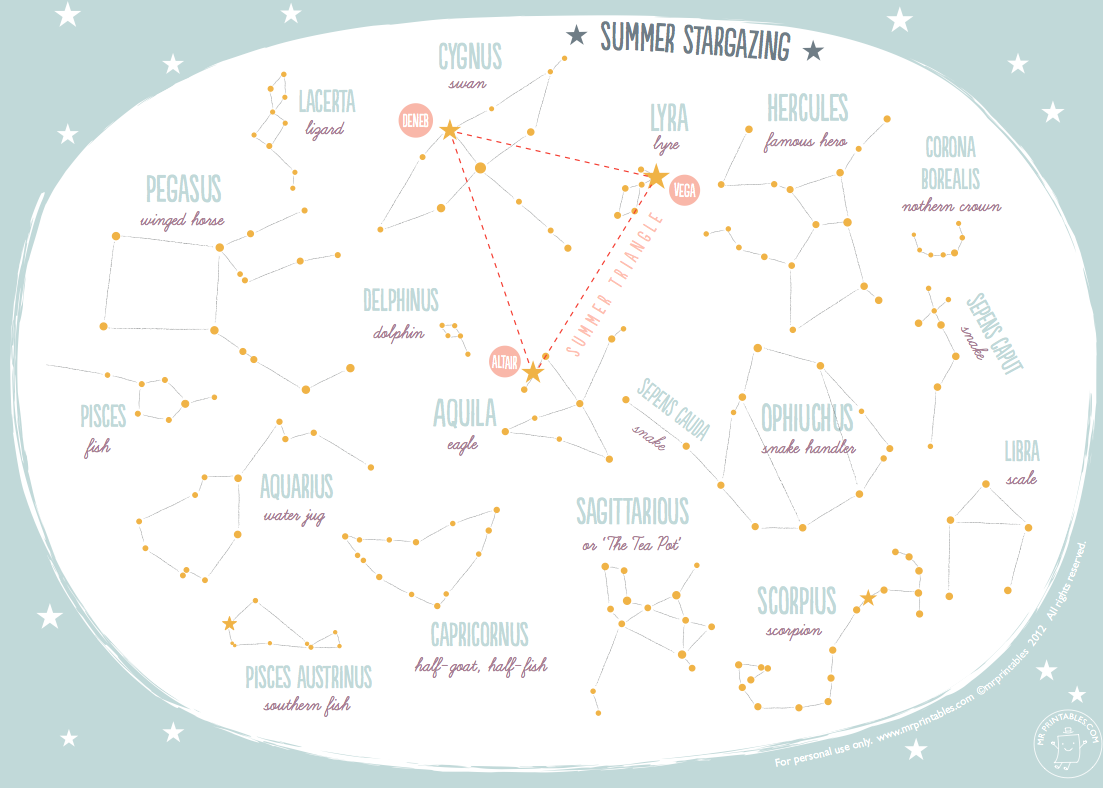 SUMMER STARGAZING
CYGNUS
swan
LACERTA
lizard
DENEB
LYRA
lyre
HERCULES
famous hero
CORONA
BOREALIS
nothern crown
PEGASUS
winged horse
VEGA
SUMMER TRIANGLE
DELPHINUS
dolphin
SEPENS CAPUT
snake
ALTAIR
PISCES
fish
AQUILA
eagle
SEPENS CAUDA
snake
OPHIUCHUS
snake handler
LIBRA
scale
AQUARIUS
water jug
SAGITTARIOUS
or 'The Tea Pot'
SCORPIUS
scorpion
CAPRICORNUS
half-goat, half-fish
PISCES AUSTRINUS
southern fish
For personal use only. www.mrprintables.com ©mrprintables 2012 All rights reserved.
MR PRINTABLES.COM